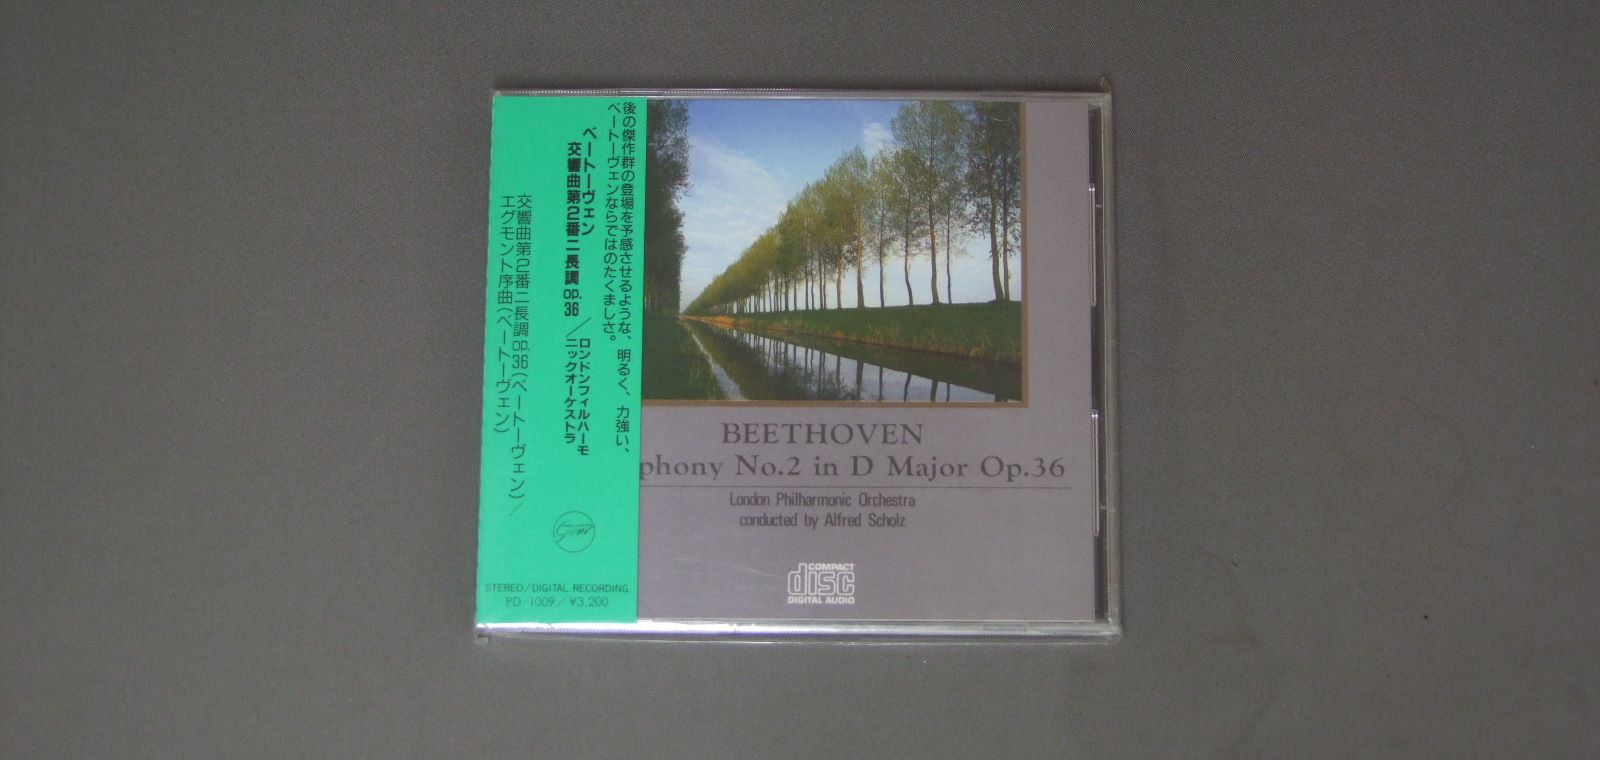 後の傑作群の登場を予感させるような、明るく、力強い、
ベートーヴェンならではのたくましさ。
ベートーヴェン
交響曲第2番ニ長調op.36／ロンドンフィルハーモ
ニックオーケストラ
交響曲第2番ニ長調op.36(ベートーヴェン)／
エグモント序曲(ベートーヴェン)
STEREO/DIGITAL RECORDING
PD-1009/¥3,200
BEETHOVEN
phony No.2 in D Major Op.36
London Philharmonic Orchestra
conducted by Alfred Scholz
COMPACT
disc
DIGITAL AUDIO